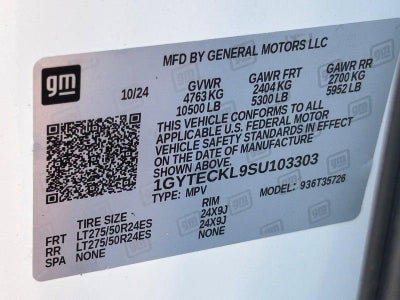 gm
MFD BY GENERAL MOTORS LLC
10/24 GVWR GAWR FRT GAWR RR
4763 KG 2404 KG 2700 KG
10500 LB 5300 LB 5952 LB
THIS VEHICLE CONFORMS TO ALL
APPLICABLE U.S. FEDERAL MOTOR
VEHICLE SAFETY STANDARDS IN EFFECT
ON THE DATE OF MANUFACTURE
SHOWN ABOVE.
1GYTECKL9SU103303
TYPE: MPV MODEL: 936T35726
TIRE SIZE RIM
FRT LT275/50R24ES 24X9J
RR LT275/50R24ES 24X9J
SPA NONE NONE